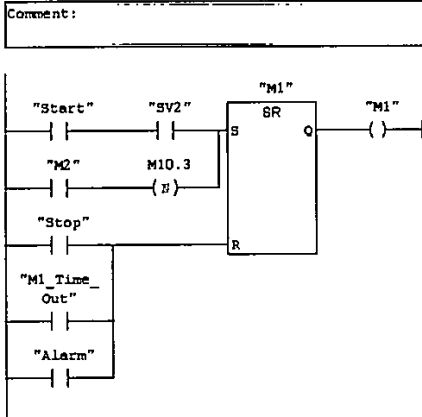 Comment:
"M1"
"Start" "SV2" SR "M1"
S Q
"M2" M10.3
N
"Stop"
R
"M1_Time_
Out"
"Alarm"